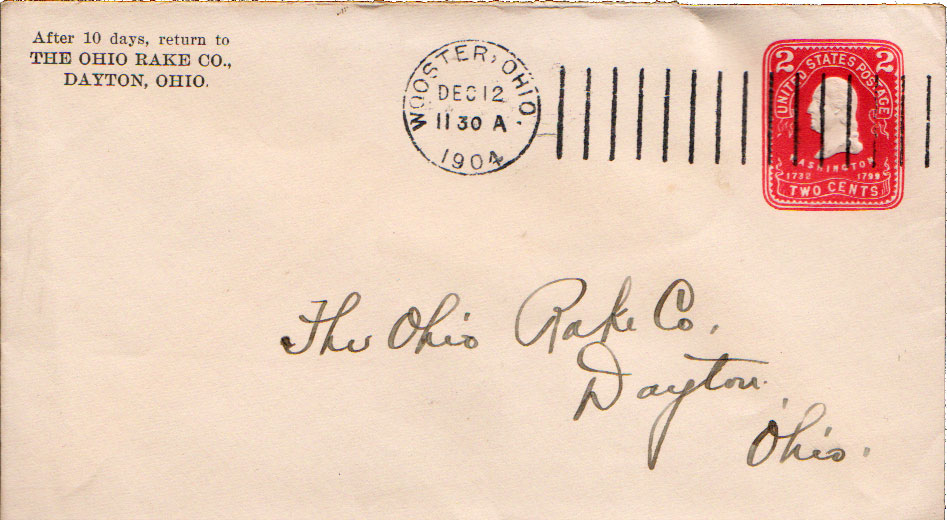 After 10 days, return to
THE OHIO RAKE CO.,
DAYTON, OHIO.
WOOSTER, OHIO.
DEC 12
11 30 A
1904
2 2
UNITED STATES POSTAGE
WASHINGTON
1732 1799
TWO CENTS
The Ohio Rake Co.
Dayton.
Ohio.